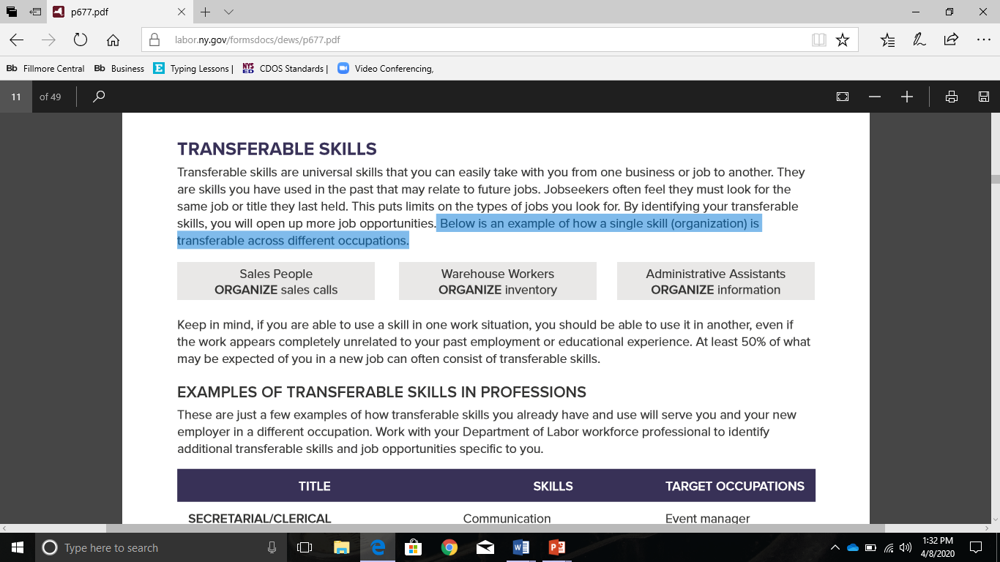 p677.pdf
labor.ny.gov/formsdocs/dews/p677.pdf
Bb Fillmore Central Bb Business E Typing Lessons | NYS ED CDOS Standards | Video Conferencing,
11 of 49
TRANSFERABLE SKILLS
Transferable skills are universal skills that you can easily take with you from one business or job to another. They
are skills you have used in the past that may relate to future jobs. Jobseekers often feel they must look for the
same job or title they last held. This puts limits on the types of jobs you look for. By identifying your transferable
skills, you will open up more job opportunities. Below is an example of how a single skill (organization) is
transferable across different occupations.
Sales People
ORGANIZE sales calls
Warehouse Workers
ORGANIZE inventory
Administrative Assistants
ORGANIZE information
Keep in mind, if you are able to use a skill in one work situation, you should be able to use it in another, even if
the work appears completely unrelated to your past employment or educational experience. At least 50% of what
may be expected of you in a new job can often consist of transferable skills.
EXAMPLES OF TRANSFERABLE SKILLS IN PROFESSIONS
These are just a few examples of how transferable skills you already have and use will serve you and your new
employer in a different occupation. Work with your Department of Labor workforce professional to identify
additional transferable skills and job opportunities specific to you.
TITLE SKILLS TARGET OCCUPATIONS
SECRETARIAL/CLERICAL Communication Event manager
Type here to search
1:32 PM
4/8/2020